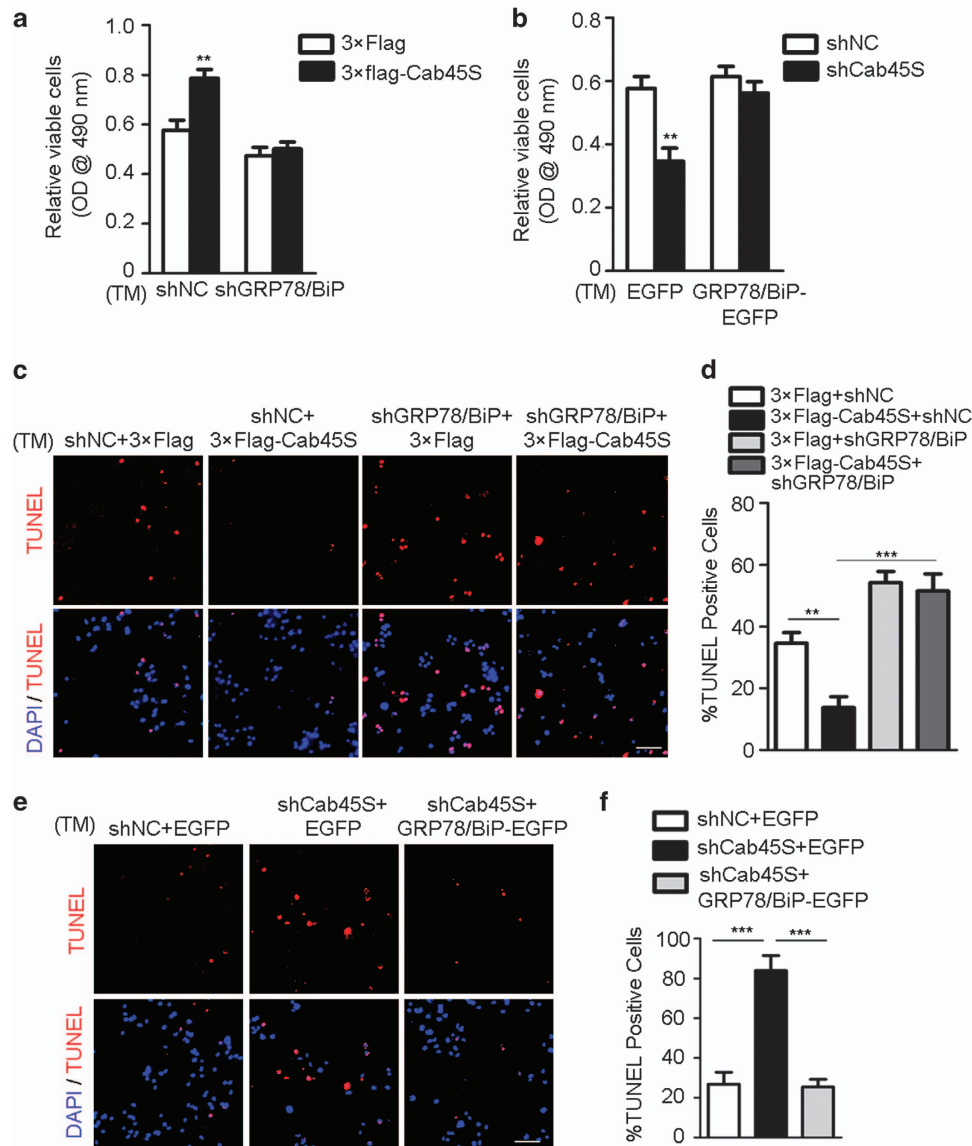 a
1.0
0.8
0.6
0.4
0.2
0
Relative viable cells
(OD @ 490 nm)
**
3×Flag
3×flag-Cab45S
(TM) shNC shGRP78/BiP
b
0.8
0.6
0.4
0.2
0
Relative viable cells
(OD @ 490 nm)
**
shNC
shCab45S
(TM) EGFP GRP78/BiP-
EGFP
c
(TM)
shNC+3×Flag
shNC+
3×Flag-Cab45S
shGRP78/BiP+
3×Flag
shGRP78/BiP+
3×Flag-Cab45S
TUNEL
DAPI / TUNEL
d
3×Flag+shNC
3×Flag-Cab45S+shNC
3×Flag+shGRP78/BiP
3×Flag-Cab45S+
shGRP78/BiP
80
60
40
20
0
%TUNEL Positive Cells
**
***
e
(TM)
shNC+EGFP
shCab45S+
EGFP
shCab45S+
GRP78/BiP-EGFP
TUNEL
DAPI / TUNEL
f
shNC+EGFP
shCab45S+EGFP
shCab45S+
GRP78/BiP-EGFP
100
80
60
40
20
0
%TUNEL Positive Cells
***
***